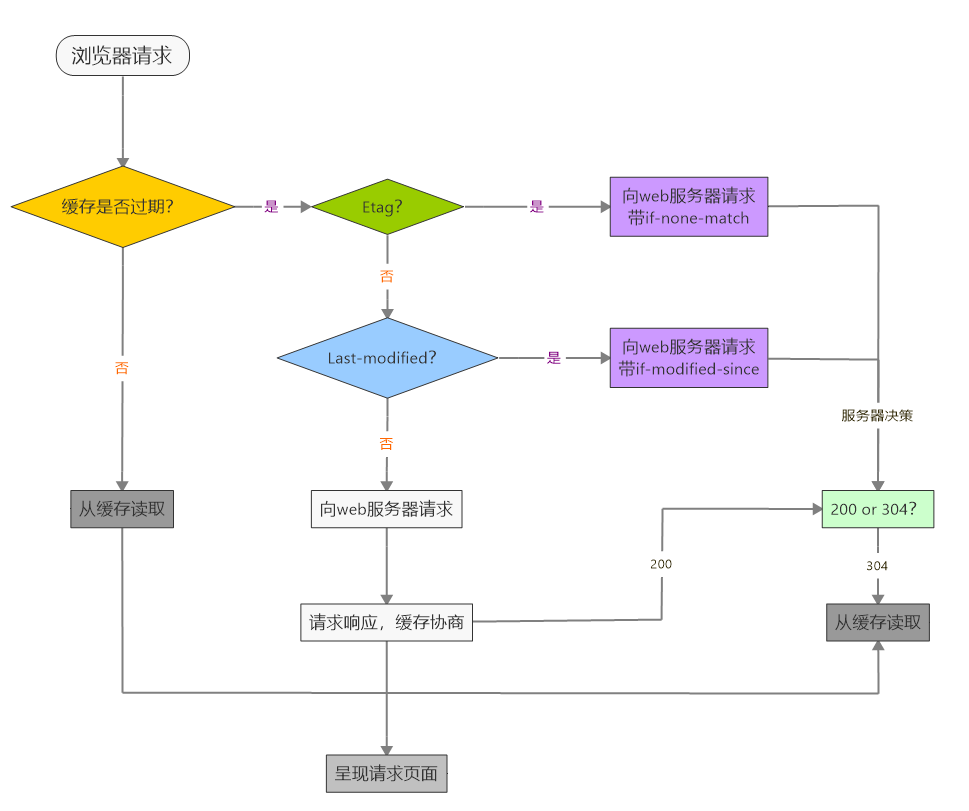 浏览器请求
缓存是否过期?
是
Etag?
是
向web服务器请求
带if-none-match
否
Last-modified?
是
向web服务器请求
带if-modified-since
否
否
服务器决策
从缓存读取
向web服务器请求
200 or 304?
200
304
请求响应，缓存协商
从缓存读取
呈现请求页面